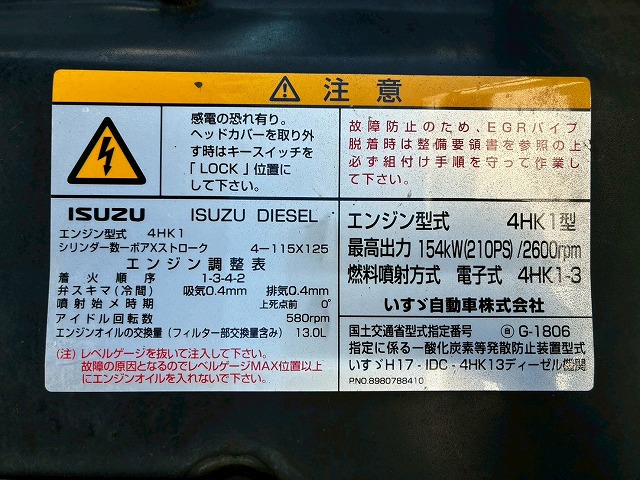 注意
感電の恐れ有り。
ヘッドカバーを取り外
す時はキースイッチを
「LOCK」位置に
して下さい。
故障防止のため、EGRパイプ
脱着時は整備要領書を参照の上
必ず組付け手順を守って作業し
て下さい。
ISUZU ISUZU DIESEL
エンジン型式 4HK1
シリンダー数ーボアXストローク 4-115X125
エンジン調整表
着火順序 1-3-4-2
弁スキマ(冷間) 吸気0.4mm 排気0.4mm
噴射始メ時期 上死点前 0°
アイドル回転数 580rpm
エンジンオイルの交換量(フィルター部交換量含み) 13.0L
(注)レベルゲージを抜いて注入して下さい。
故障の原因となるのでレベルゲージMAX位置以上
にエンジンオイルを入れないで下さい。
エンジン型式 4HK1型
最高出力 154kW(210PS)/2600rpm
燃料噴射方式 電子式 4HK1-3
いすゞ自動車株式会社
国土交通省型式指定番号 G-1806
指定に係る一酸化炭素等発散防止装置型式
いすゞH17-IDC-4HK13ディーゼル機関
PNO.8980788410